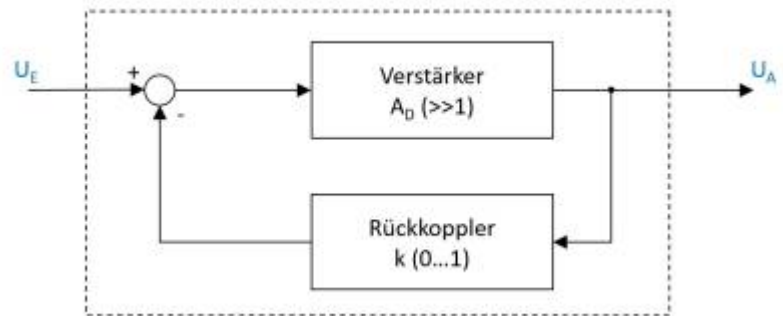 U_E
+
-
Verstärker
A_D (>>1)
U_A
Rückkoppler
k (0...1)